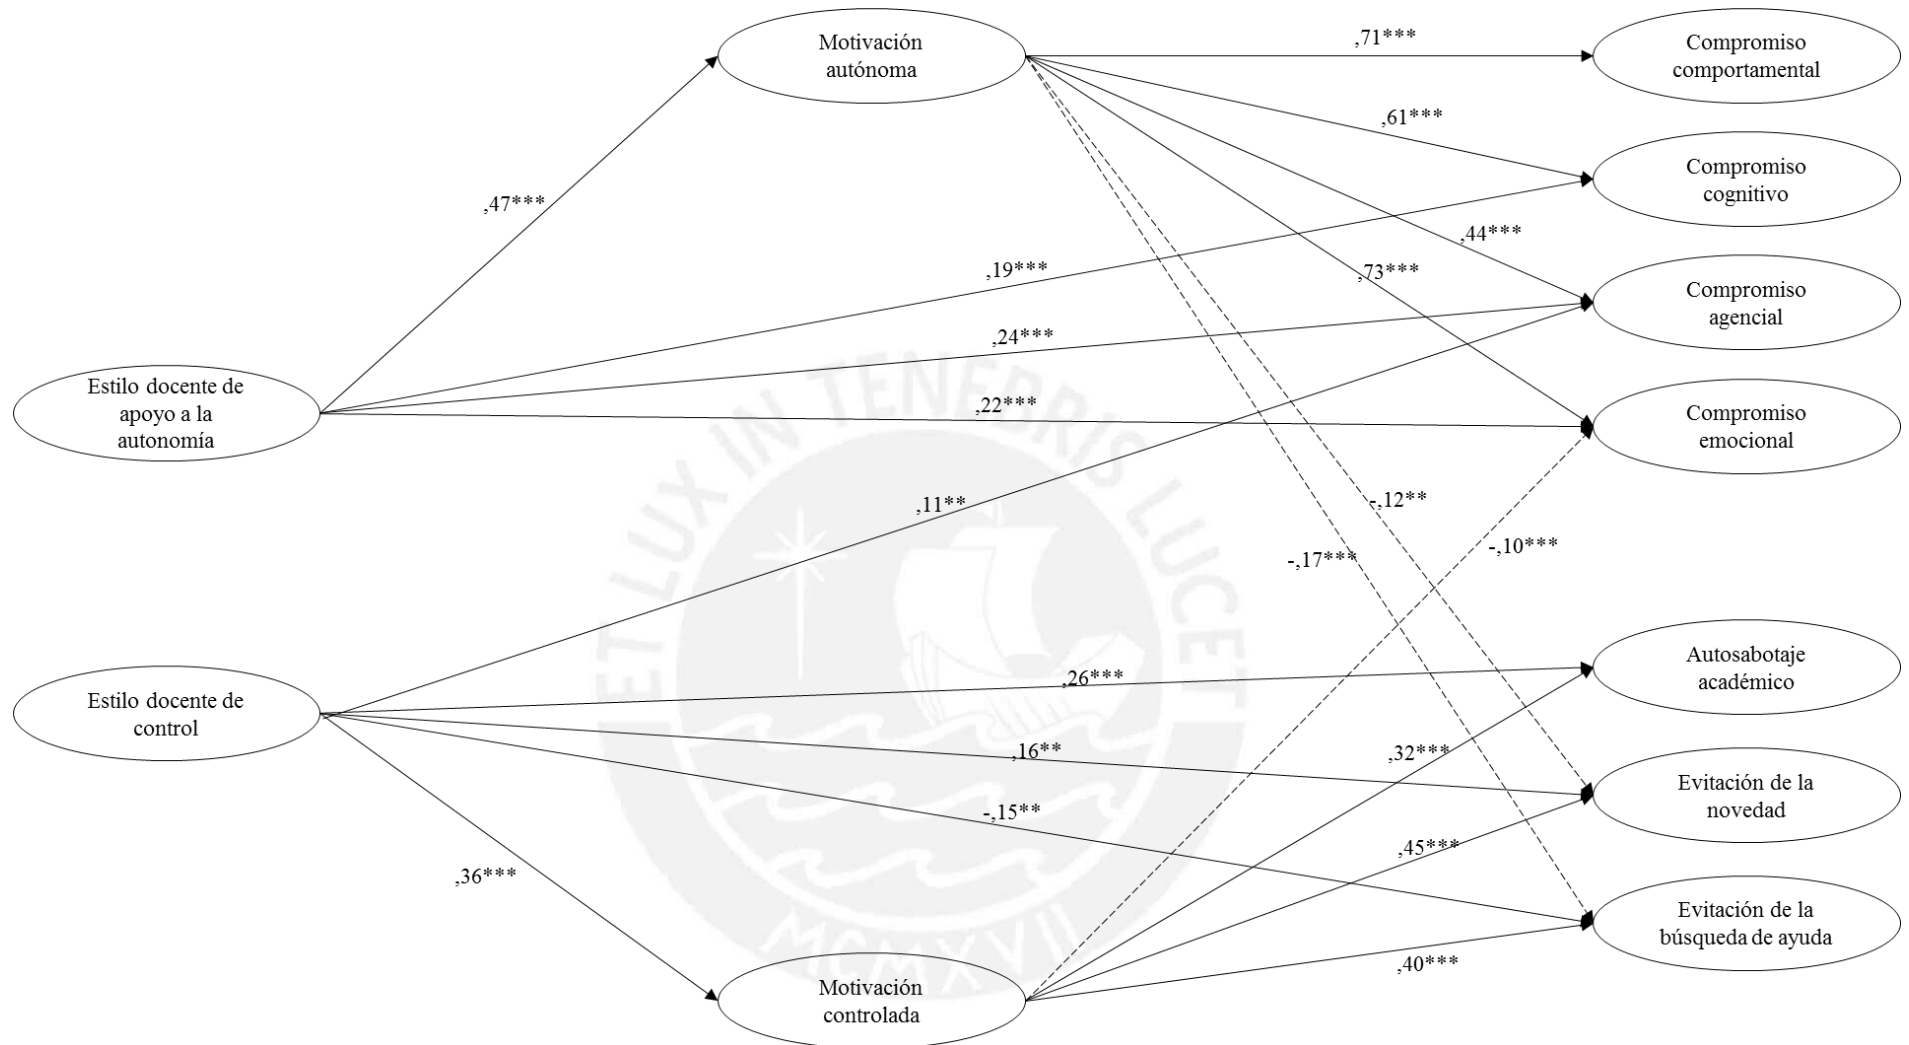 Motivación
autónoma
,71***
Compromiso
comportamental
,61***
Compromiso
cognitivo
,47***
,44***
,19***
,73***
Compromiso
agencial
,24***
Estilo docente de
apoyo a la
autonomía
,22***
Compromiso
emocional
,11**
-,12**
-,17***
-,10***
Estilo docente de
control
,26***
Autosabotaje
académico
,16**
,32***
Evitación de la
novedad
-,15**
,45***
,36***
Evitación de la
búsqueda de ayuda
,40***
Motivación
controlada
ET LUX IN TENEBRIS LUCET
MCMXVII